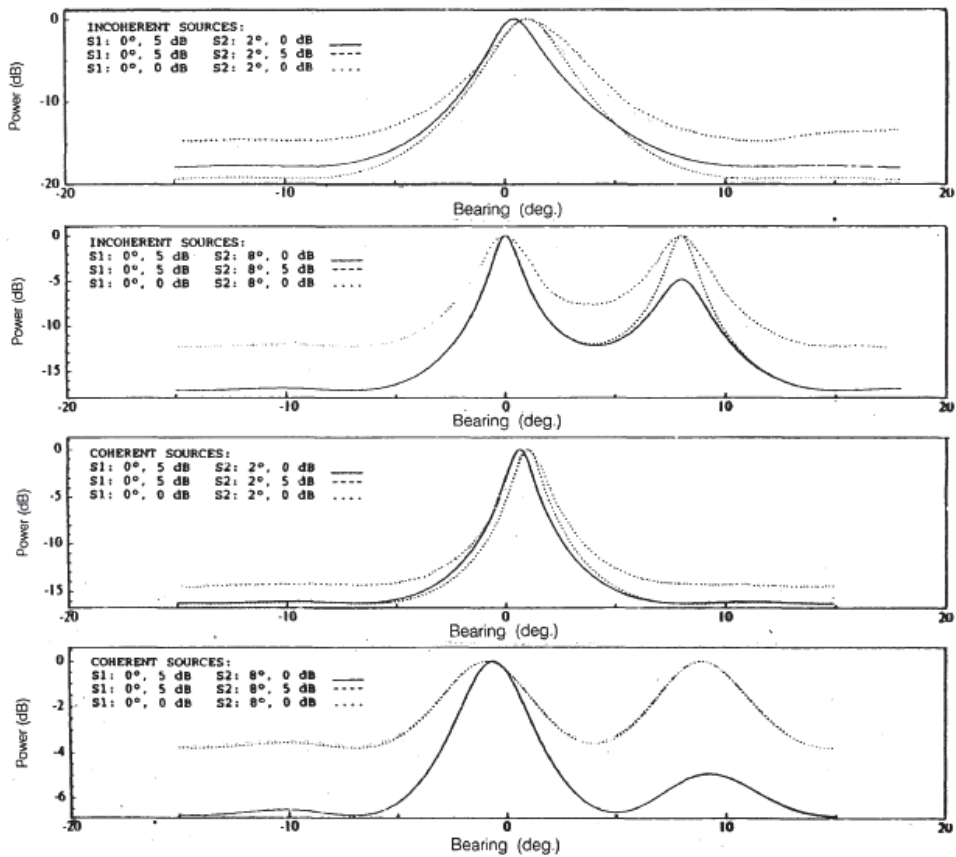 INCOHERENT SOURCES:
S1: 0°, 5 dB S2: 2°, 0 dB
S1: 0°, 5 dB S2: 2°, 5 dB
S1: 0°, 0 dB S2: 2°, 0 dB
Power (dB)
0
-10
-20
-20
-10
0
10
20
Bearing (deg.)
INCOHERENT SOURCES:
S1: 0°, 5 dB S2: 8°, 0 dB
S1: 0°, 5 dB S2: 8°, 5 dB
S1: 0°, 0 dB S2: 8°, 0 dB
Power (dB)
0
-5
-10
-15
-20
-10
0
10
20
Bearing (deg.)
COHERENT SOURCES:
S1: 0°, 5 dB S2: 2°, 0 dB
S1: 0°, 5 dB S2: 2°, 5 dB
S1: 0°, 0 dB S2: 2°, 0 dB
Power (dB)
0
-5
-10
-15
-20
-10
0
10
20
Bearing (deg.)
COHERENT SOURCES:
S1: 0°, 5 dB S2: 8°, 0 dB
S1: 0°, 5 dB S2: 8°, 5 dB
S1: 0°, 0 dB S2: 8°, 0 dB
Power (dB)
0
-2
-4
-6
-20
-10
0
10
20
Bearing (deg.)